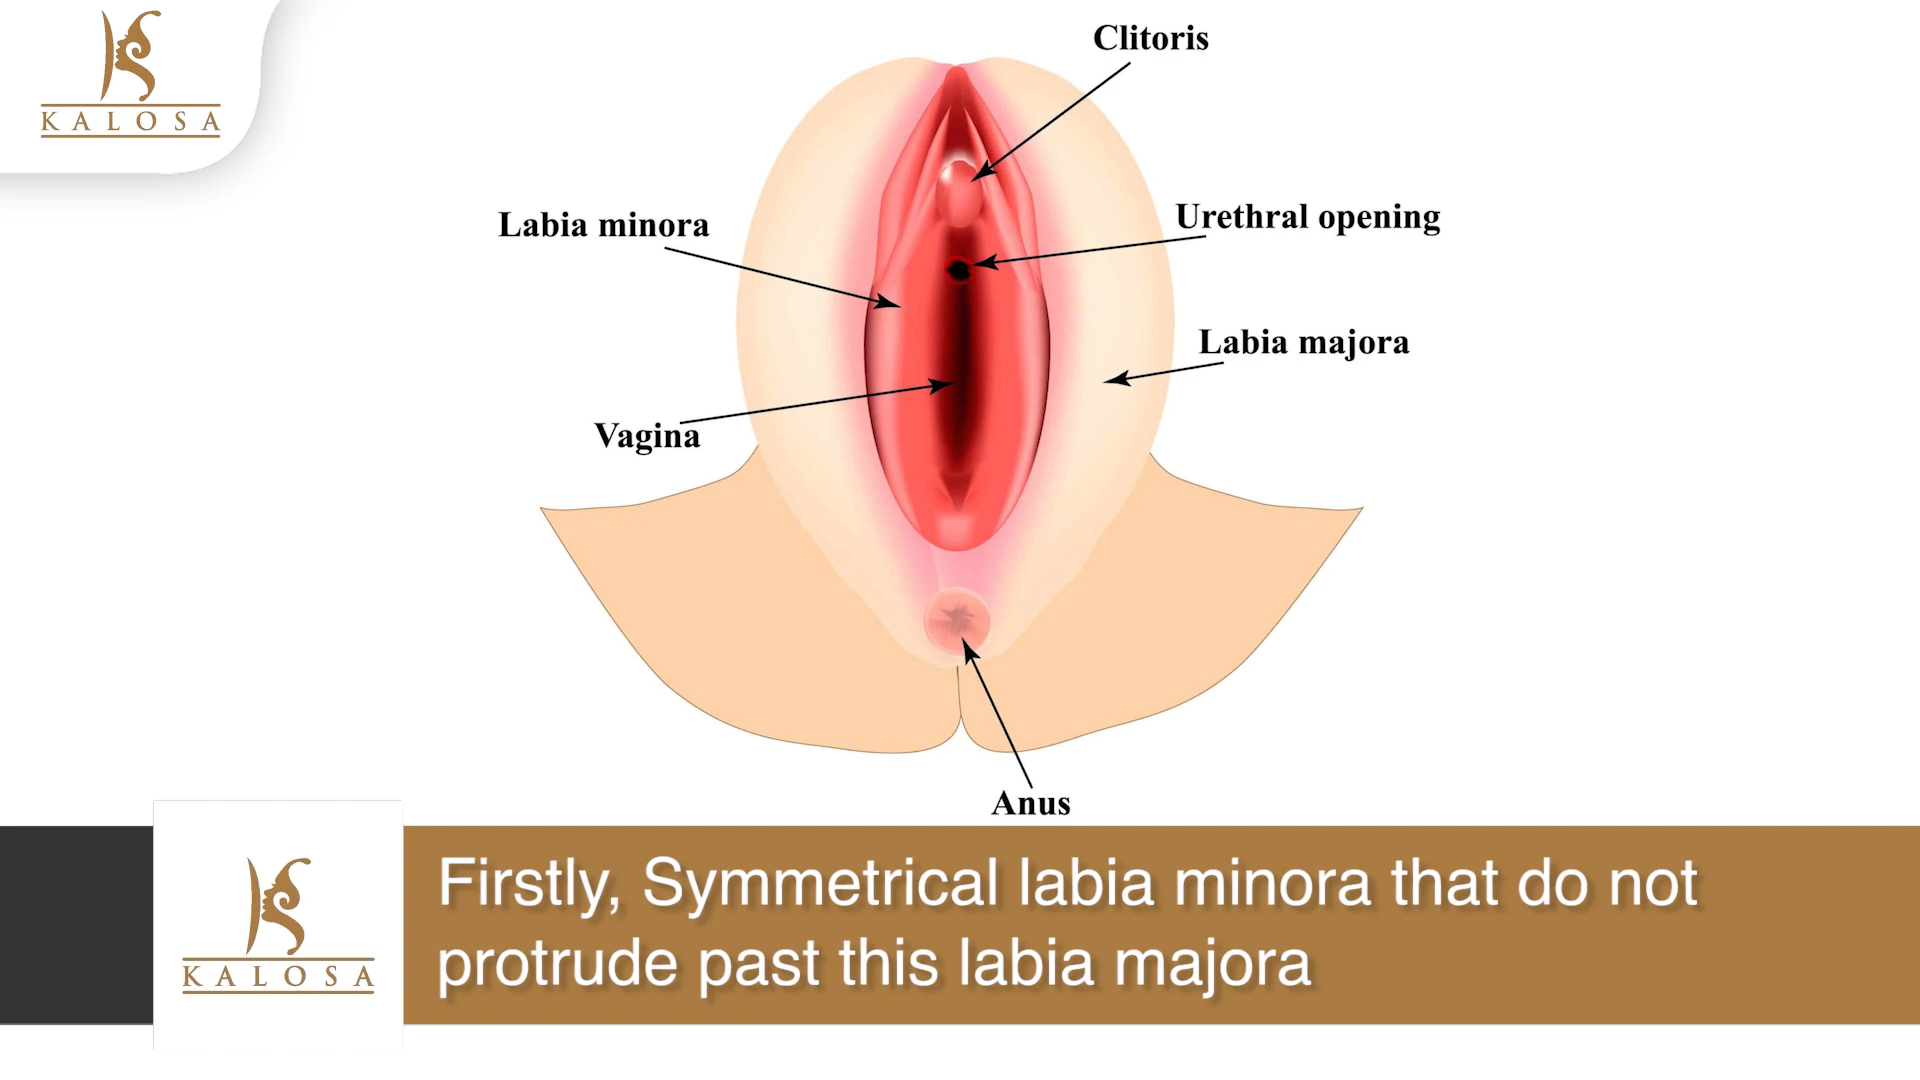 KALOSA
Clitoris
Labia minora
Urethral opening
Labia majora
Vagina
Anus
KALOSA
Firstly, Symmetrical labia minora that do not
protrude past this labia majora